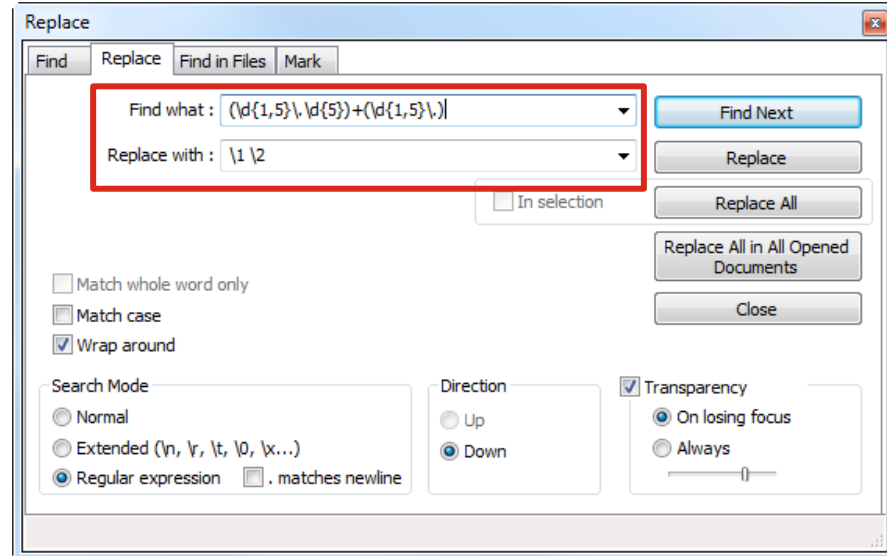 Replace
Find Replace Find in Files Mark
Find what : (\d{1,5}\.\d{5})+(\d{1,5}\.) Find Next
Replace with : \1 \2 Replace
In selection Replace All
Replace All in All Opened
Documents
Match whole word only
Close
Match case
Wrap around
Search Mode Direction Transparency
Normal Up On losing focus
Extended (\n, \r, \t, \0, \x...) Down Always
Regular expression . matches newline